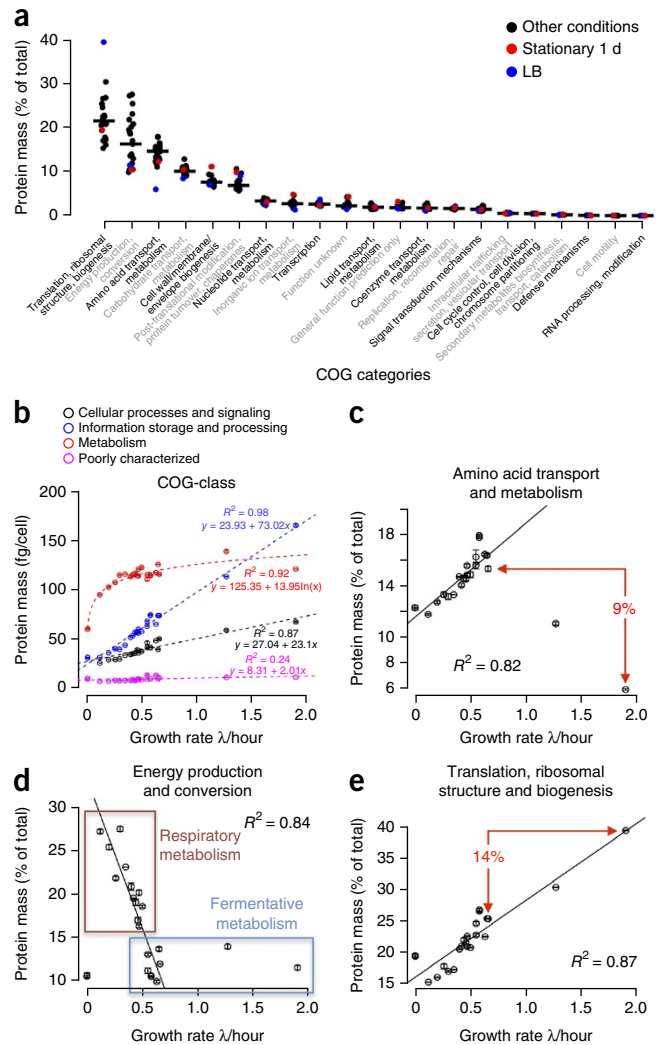 a
Other conditions
Stationary 1 d
LB
Protein mass (% of total)
40
30
20
10
0
Translation, ribosomal
structure, biogenesis
Energy production,
conversion
Amino acid transport,
metabolism
Carbohydrate transport,
metabolism
Cell wall/membrane/
envelope biogenesis
Post-translational modification,
protein turnover, chaperones
Nucleotide transport,
metabolism
Inorganic ion transport,
metabolism
Transcription
Function unknown
Lipid transport,
metabolism
General function prediction only
Coenzyme transport,
metabolism
Replication, recombination,
repair
Signal transduction mechanisms
Intracellular trafficking,
secretion, vesicular transport
Cell cycle control, cell division,
chromosome partitioning
Secondary metabolites biosynthesis,
transport, catabolism
Defense mechanisms
Cell motility
RNA processing, modification
COG categories
b
Cellular processes and signaling
Information storage and processing
Metabolism
Poorly characterized
COG-class
Protein mass (fg/cell)
200
150
100
50
0
R² = 0.98
y = 23.93 + 73.02x
R² = 0.92
y = 125.35 + 13.95ln(x)
R² = 0.87
y = 27.04 + 23.1x
R² = 0.24
y = 8.31 + 2.01x
0 0.5 1.0 1.5 2.0
Growth rate λ/hour
c
Amino acid transport
and metabolism
Protein mass (% of total)
18
16
14
12
10
8
6
9%
R² = 0.82
0 0.5 1.0 1.5 2.0
Growth rate λ/hour
d
Energy production
and conversion
Protein mass (% of total)
30
25
20
15
10
R² = 0.84
Respiratory
metabolism
Fermentative
metabolism
0 0.5 1.0 1.5 2.0
Growth rate λ/hour
e
Translation, ribosomal
structure and biogenesis
Protein mass (% of total)
40
35
30
25
20
15
14%
R² = 0.87
0 0.5 1.0 1.5 2.0
Growth rate λ/hour